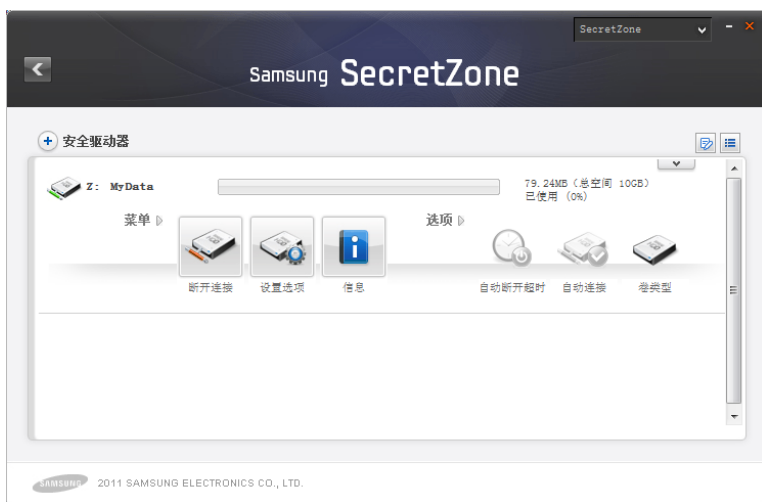 SecretZone
Samsung SecretZone
安全驱动器
Z: MyData
79.24MB（总空间 10GB）
已使用 （0%）
菜单
选项
断开连接
设置选项
信息
自动断开超时
自动连接
卷类型
SAMSUNG
2011 SAMSUNG ELECTRONICS CO., LTD.